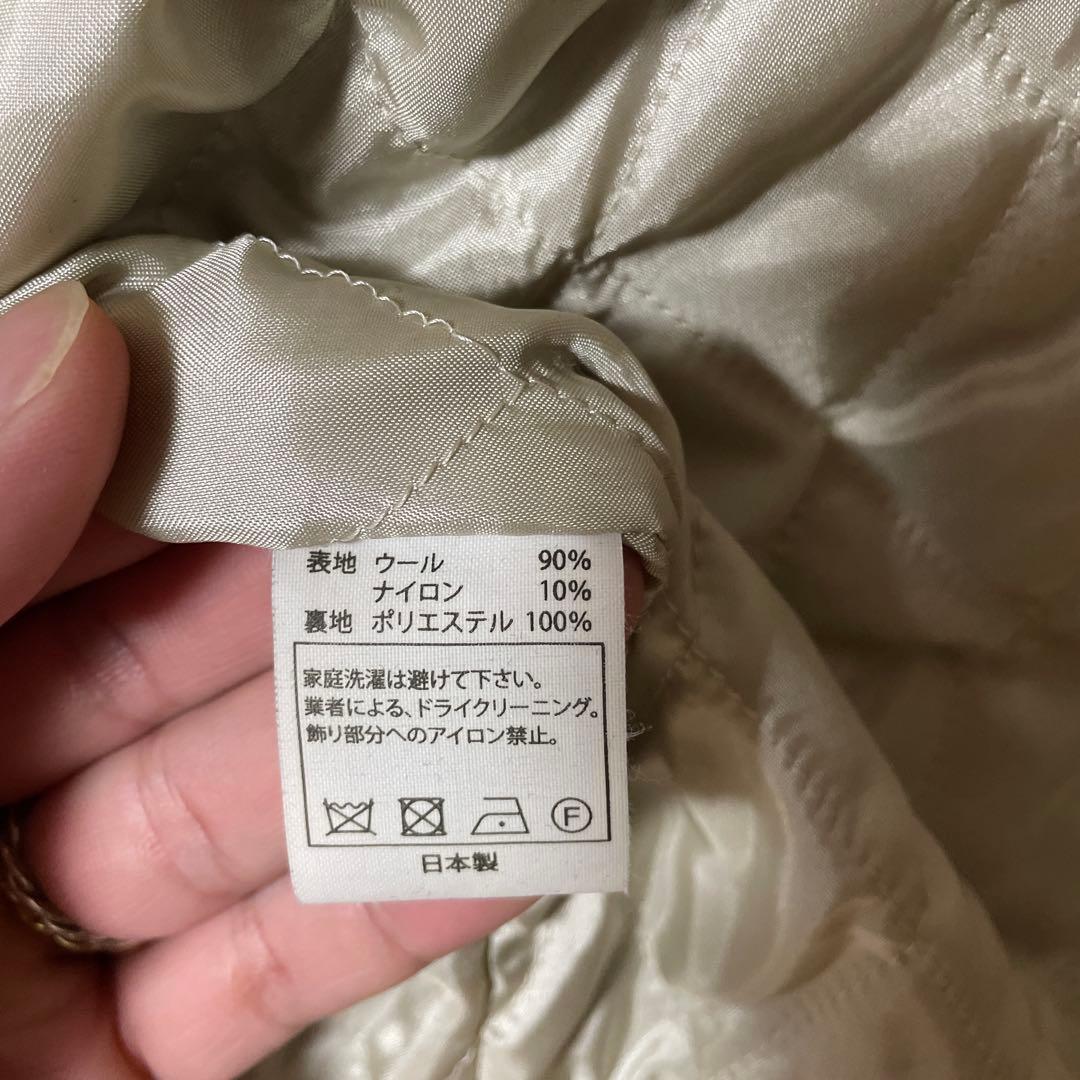 表地 ウール 90%
ナイロン 10%
裏地 ポリエステル 100%
家庭洗濯は避けて下さい。
業者による、ドライクリーニング。
飾り部分へのアイロン禁止。
F
日本製